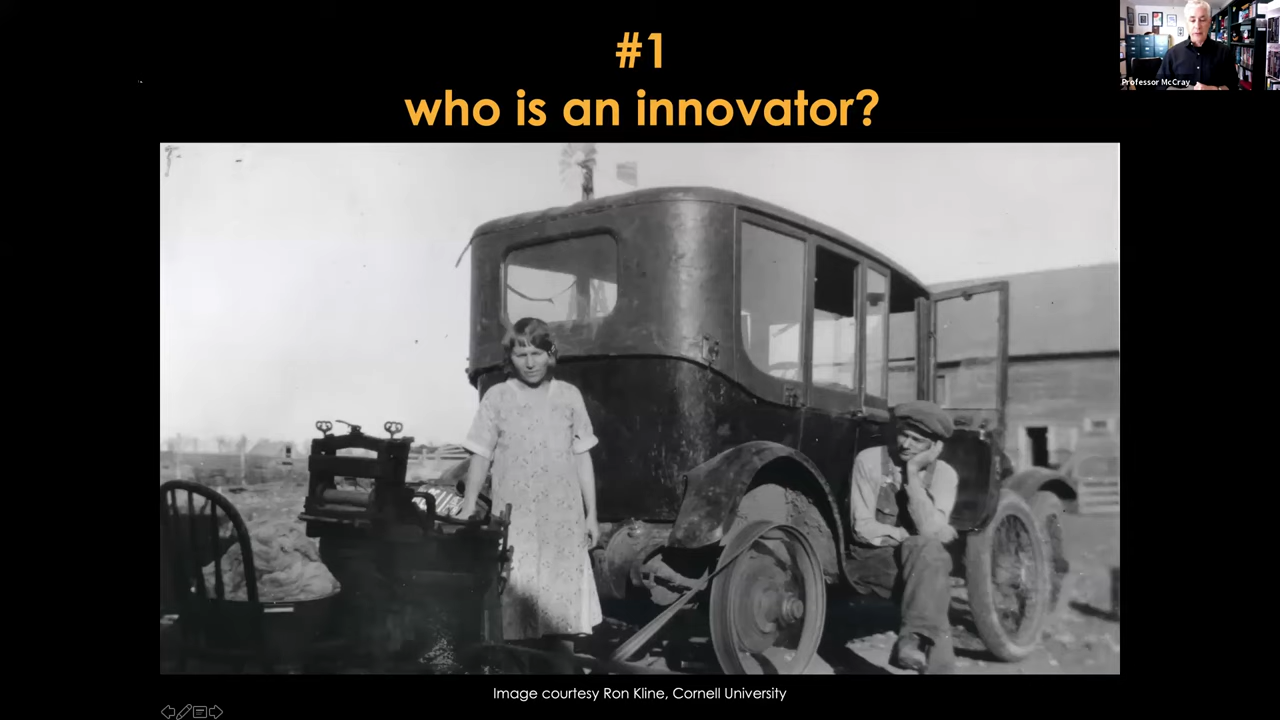 #1
who is an innovator?
Professor McCray
Image courtesy Ron Kline, Cornell University